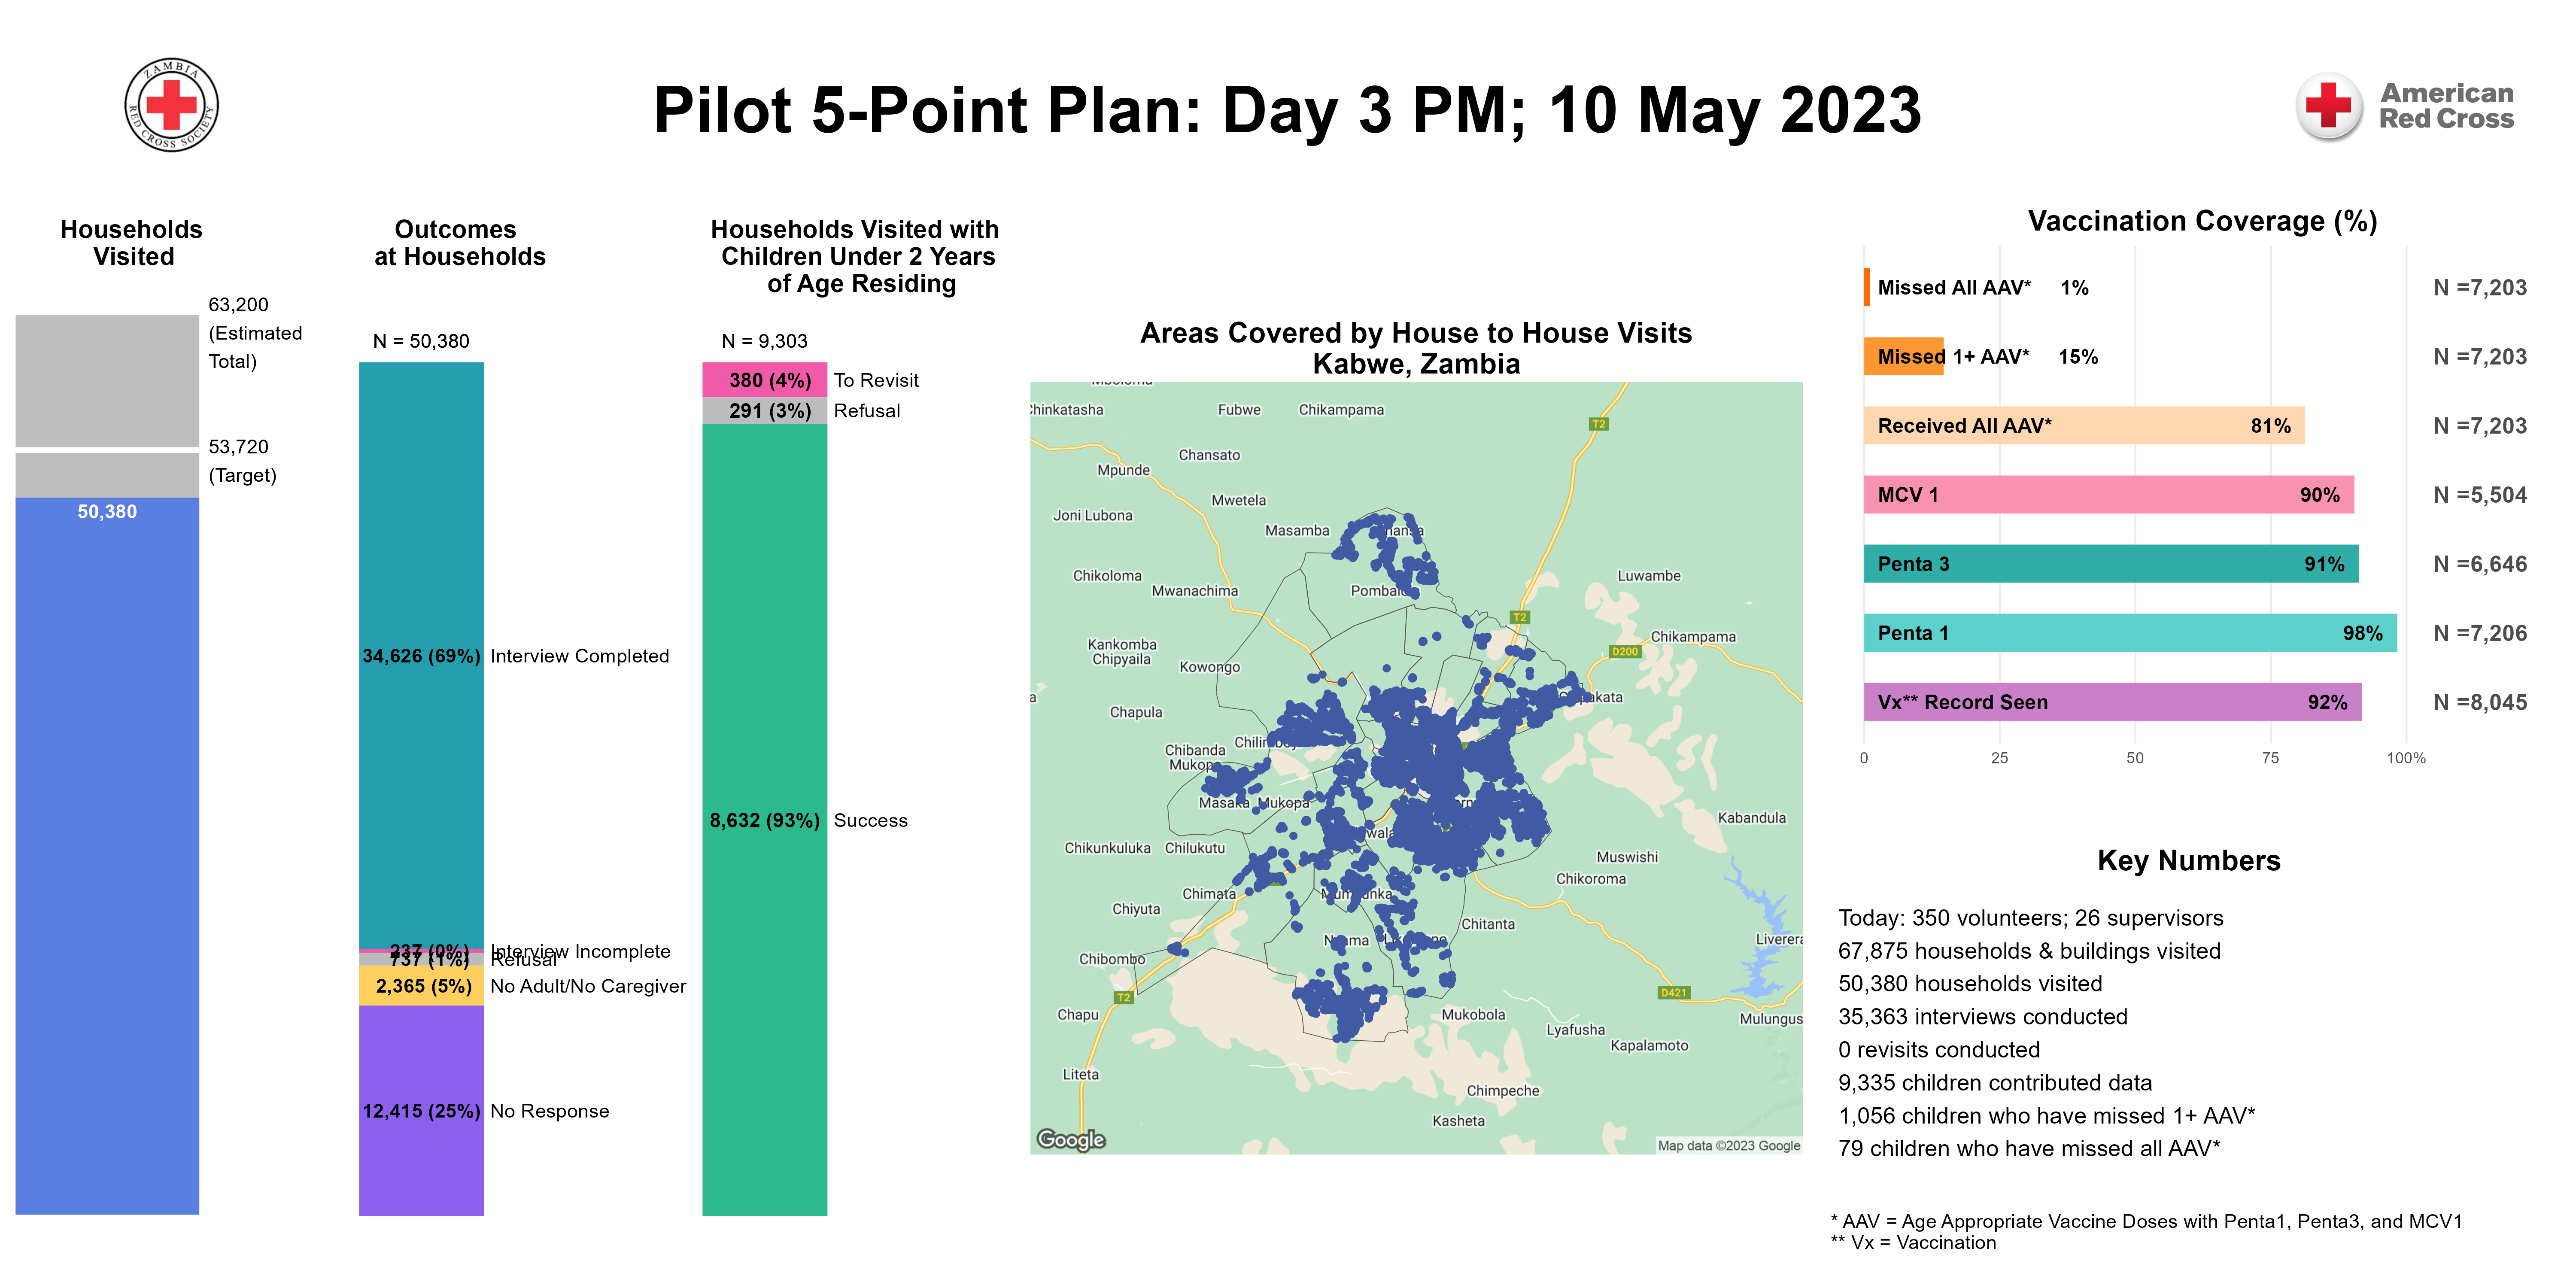 ZAMBIA
RED CROSS SOCIETY
Pilot 5-Point Plan: Day 3 PM; 10 May 2023
American
Red Cross
Households
Visited
63,200
(Estimated
Total)
53,720
(Target)
50,380
Outcomes
at Households
N = 50,380
34,626 (69%) Interview Completed
237 (0%) Interview Incomplete
737 (1%) Refusal
2,365 (5%) No Adult/No Caregiver
12,415 (25%) No Response
Households Visited with
Children Under 2 Years
of Age Residing
N = 9,303
380 (4%) To Revisit
291 (3%) Refusal
8,632 (93%) Success
Areas Covered by House to House Visits
Kabwe, Zambia
Chinkatasha
Fubwe
Chikampama
T2
Chansato
Mpunde
Mwetela
Joni Lubona
Masamba
Chikoloma
Mwanachima
Luwambe
T2
Chikampama
D200
Kankomba
Chipyaila
Kowongo
Chapula
Chibanda
Masaka
Mukopa
Kabandula
Chikunkuluka
Chilukutu
Muswishi
Chikoroma
Chimata
Chiyuta
Chitanta
Chibombo
T2
D421
Chapu
Mukobola
Lyafusha
Mulungus
Kapalamoto
Liteta
Chimpeche
Kasheta
Google
Map data ©2023 Google
Vaccination Coverage (%)
Missed All AAV* 1% N =7,203
Missed 1+ AAV* 15% N =7,203
Received All AAV* 81% N =7,203
MCV 1 90% N =5,504
Penta 3 91% N =6,646
Penta 1 98% N =7,206
Vx** Record Seen 92% N =8,045
0 25 50 75 100%
Key Numbers
Today: 350 volunteers; 26 supervisors
67,875 households & buildings visited
50,380 households visited
35,363 interviews conducted
0 revisits conducted
9,335 children contributed data
1,056 children who have missed 1+ AAV*
79 children who have missed all AAV*
* AAV = Age Appropriate Vaccine Doses with Penta1, Penta3, and MCV1
** Vx = Vaccination